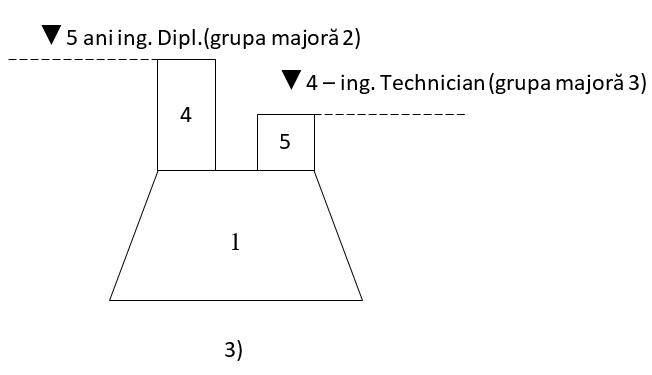 ▼ 5 ani ing. Dipl.(grupa majoră 2)
▼ 4 – ing. Technician (grupa majoră 3)
4
5
1
3)